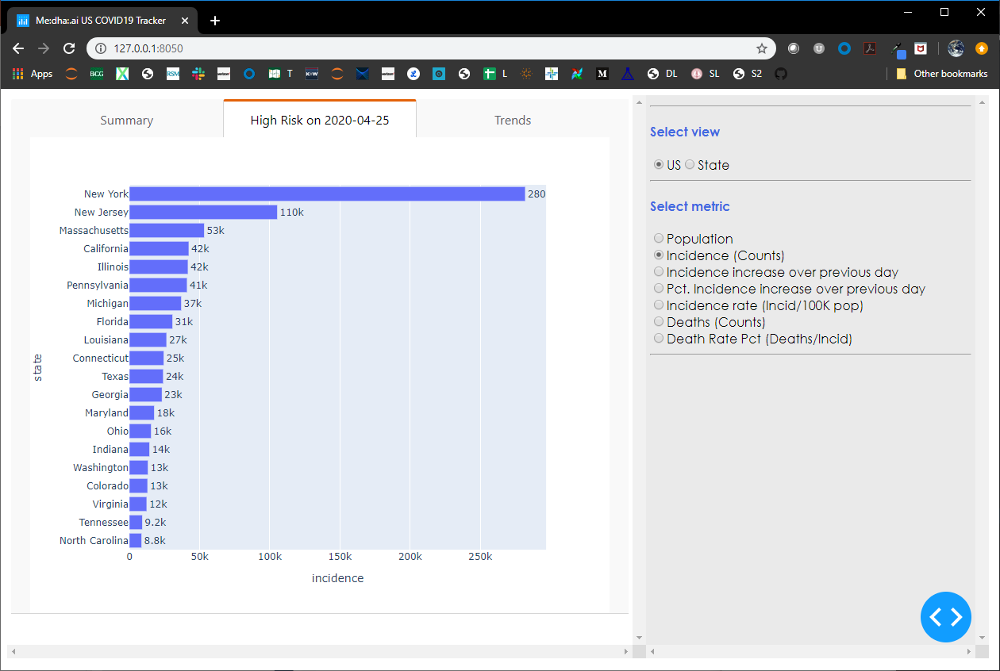 Me:dha:.ai US COVID19 Tracker
127.0.0.1:8050
Apps BCG RSM verizon T K=W verizon L M DL SL S2 Other bookmarks
Summary High Risk on 2020-04-25 Trends
New York 280
New Jersey 110k
Massachusetts 53k
California 42k
Illinois 42k
Pennsylvania 41k
Michigan 37k
Florida 31k
Louisiana 27k
Connecticut 25k
Texas 24k
Georgia 23k
Maryland 18k
Ohio 16k
Indiana 14k
Washington 13k
Colorado 13k
Virginia 12k
Tennessee 9.2k
North Carolina 8.8k
state
0 50k 100k 150k 200k 250k
incidence
Select view
US State
Select metric
Population
Incidence (Counts)
Incidence increase over previous day
Pct. Incidence increase over previous day
Incidence rate (Incid/100K pop)
Deaths (Counts)
Death Rate Pct (Deaths/Incid)